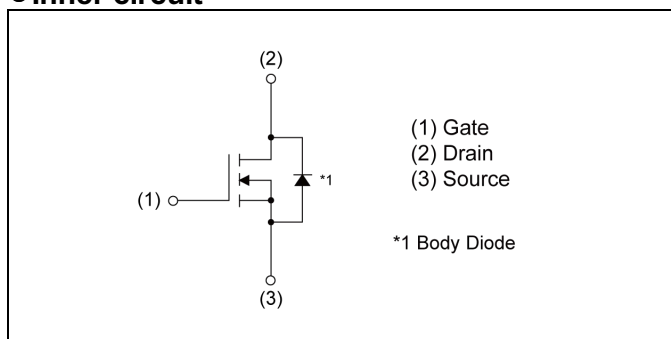 Inner circuit
(2)
(1) Gate
(2) Drain
(3) Source
*1
(1)
*1 Body Diode
(3)